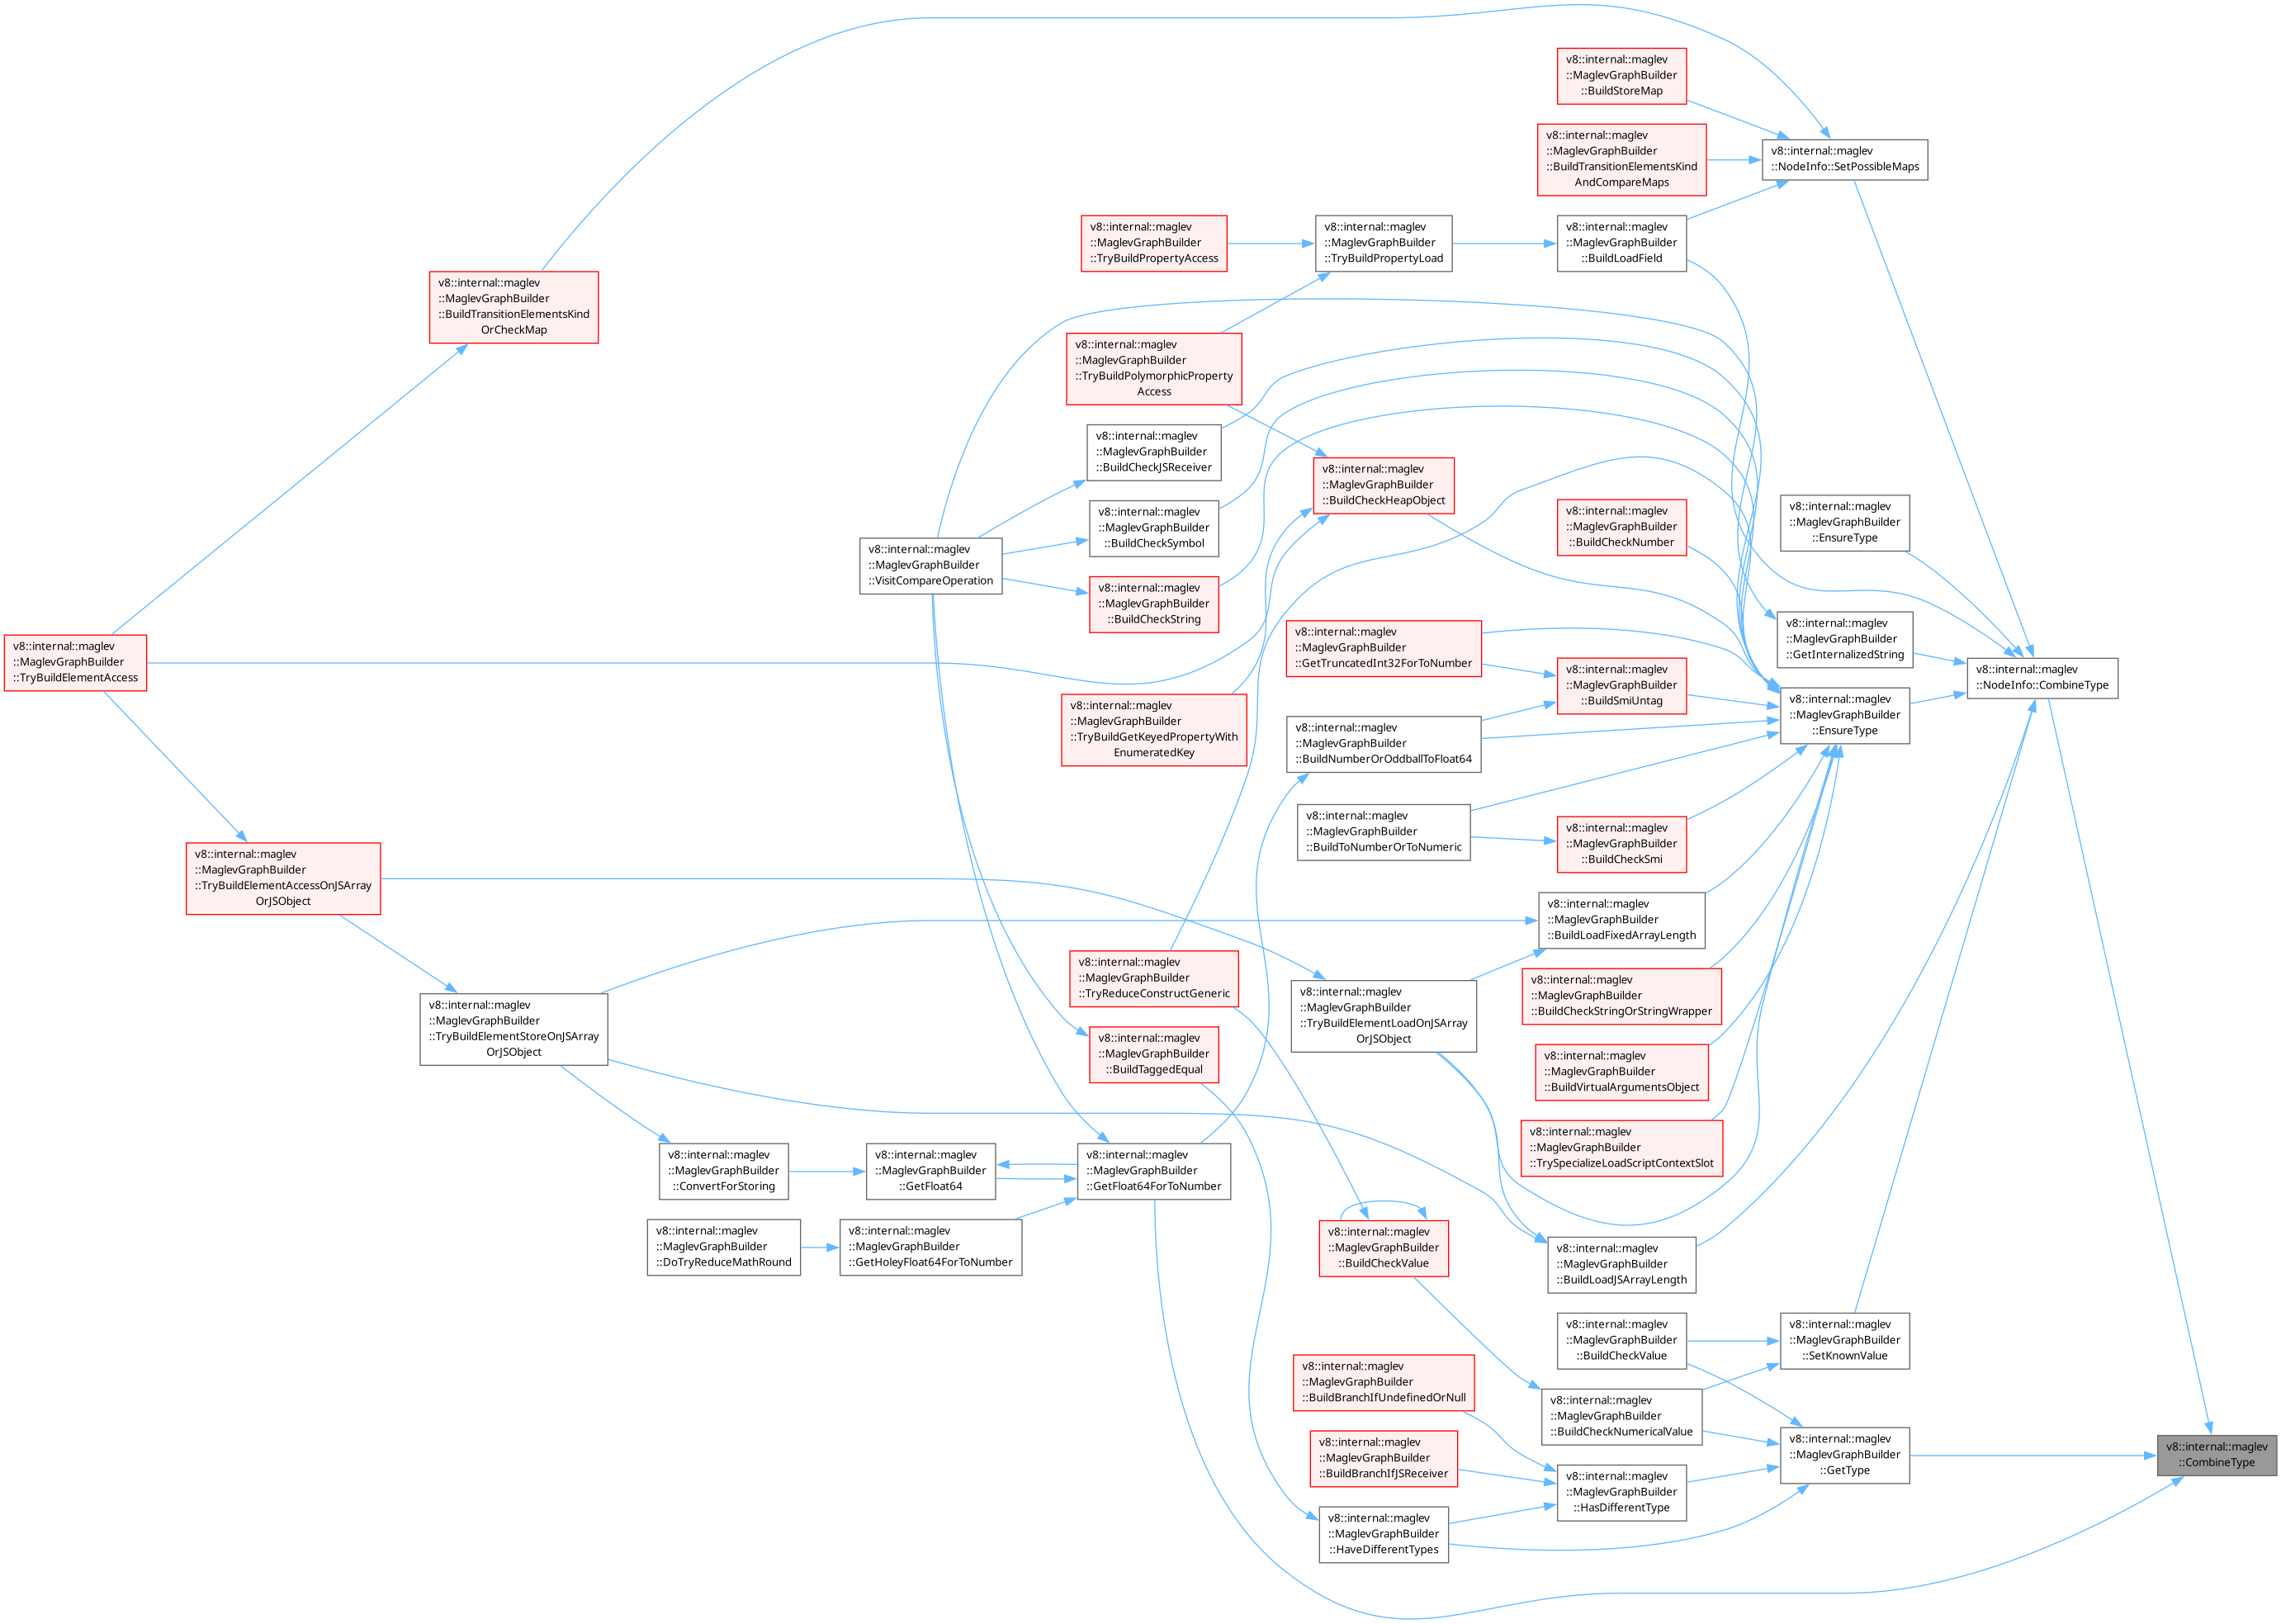 v8::internal::maglev
::MaglevGraphBuilder
::BuildStoreMap
v8::internal::maglev
::MaglevGraphBuilder
::BuildTransitionElementsKind
AndCompareMaps
v8::internal::maglev
::NodeInfo::SetPossibleMaps
v8::internal::maglev
::MaglevGraphBuilder
::TryBuildPropertyAccess
v8::internal::maglev
::MaglevGraphBuilder
::TryBuildPropertyLoad
v8::internal::maglev
::MaglevGraphBuilder
::BuildLoadField
v8::internal::maglev
::MaglevGraphBuilder
::BuildTransitionElementsKind
OrCheckMap
v8::internal::maglev
::MaglevGraphBuilder
::TryBuildPolymorphicProperty
Access
v8::internal::maglev
::MaglevGraphBuilder
::BuildCheckJSReceiver
v8::internal::maglev
::MaglevGraphBuilder
::BuildCheckHeapObject
v8::internal::maglev
::MaglevGraphBuilder
::BuildCheckSymbol
v8::internal::maglev
::MaglevGraphBuilder
::BuildCheckNumber
v8::internal::maglev
::MaglevGraphBuilder
::EnsureType
v8::internal::maglev
::MaglevGraphBuilder
::VisitCompareOperation
v8::internal::maglev
::MaglevGraphBuilder
::BuildCheckString
v8::internal::maglev
::MaglevGraphBuilder
::GetInternalizedString
v8::internal::maglev
::MaglevGraphBuilder
::TryBuildElementAccess
v8::internal::maglev
::MaglevGraphBuilder
::GetTruncatedInt32ForToNumber
v8::internal::maglev
::MaglevGraphBuilder
::BuildSmiUntag
v8::internal::maglev
::NodeInfo::CombineType
v8::internal::maglev
::MaglevGraphBuilder
::TryBuildGetKeyedPropertyWith
EnumeratedKey
v8::internal::maglev
::MaglevGraphBuilder
::BuildNumberOrOddballToFloat64
v8::internal::maglev
::MaglevGraphBuilder
::EnsureType
v8::internal::maglev
::MaglevGraphBuilder
::BuildToNumberOrToNumeric
v8::internal::maglev
::MaglevGraphBuilder
::BuildCheckSmi
v8::internal::maglev
::MaglevGraphBuilder
::TryBuildElementAccessOnJSArray
OrJSObject
v8::internal::maglev
::MaglevGraphBuilder
::BuildLoadFixedArrayLength
v8::internal::maglev
::MaglevGraphBuilder
::TryReduceConstructGeneric
v8::internal::maglev
::MaglevGraphBuilder
::BuildCheckStringOrStringWrapper
v8::internal::maglev
::MaglevGraphBuilder
::TryBuildElementStoreOnJSArray
OrJSObject
v8::internal::maglev
::MaglevGraphBuilder
::TryBuildElementLoadOnJSArray
OrJSObject
v8::internal::maglev
::MaglevGraphBuilder
::BuildTaggedEqual
v8::internal::maglev
::MaglevGraphBuilder
::BuildVirtualArgumentsObject
v8::internal::maglev
::MaglevGraphBuilder
::TrySpecializeLoadScriptContextSlot
v8::internal::maglev
::MaglevGraphBuilder
::ConvertForStoring
v8::internal::maglev
::MaglevGraphBuilder
::GetFloat64
v8::internal::maglev
::MaglevGraphBuilder
::GetFloat64ForToNumber
v8::internal::maglev
::MaglevGraphBuilder
::DoTryReduceMathRound
v8::internal::maglev
::MaglevGraphBuilder
::GetHoleyFloat64ForToNumber
v8::internal::maglev
::MaglevGraphBuilder
::BuildCheckValue
v8::internal::maglev
::MaglevGraphBuilder
::BuildLoadJSArrayLength
v8::internal::maglev
::MaglevGraphBuilder
::BuildCheckValue
v8::internal::maglev
::MaglevGraphBuilder
::SetKnownValue
v8::internal::maglev
::MaglevGraphBuilder
::BuildBranchIfUndefinedOrNull
v8::internal::maglev
::MaglevGraphBuilder
::BuildCheckNumericalValue
v8::internal::maglev
::MaglevGraphBuilder
::BuildBranchIfJSReceiver
v8::internal::maglev
::MaglevGraphBuilder
::GetType
v8::internal::maglev
::CombineType
v8::internal::maglev
::MaglevGraphBuilder
::HasDifferentType
v8::internal::maglev
::MaglevGraphBuilder
::HaveDifferentTypes